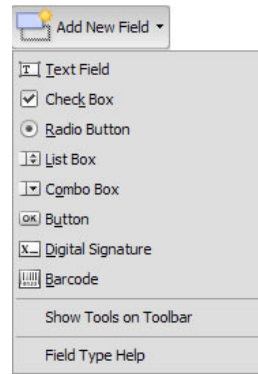 Add New Field
Text Field
Check Box
Radio Button
List Box
Combo Box
OK Button
X Digital Signature
Barcode
Show Tools on Toolbar
Field Type Help